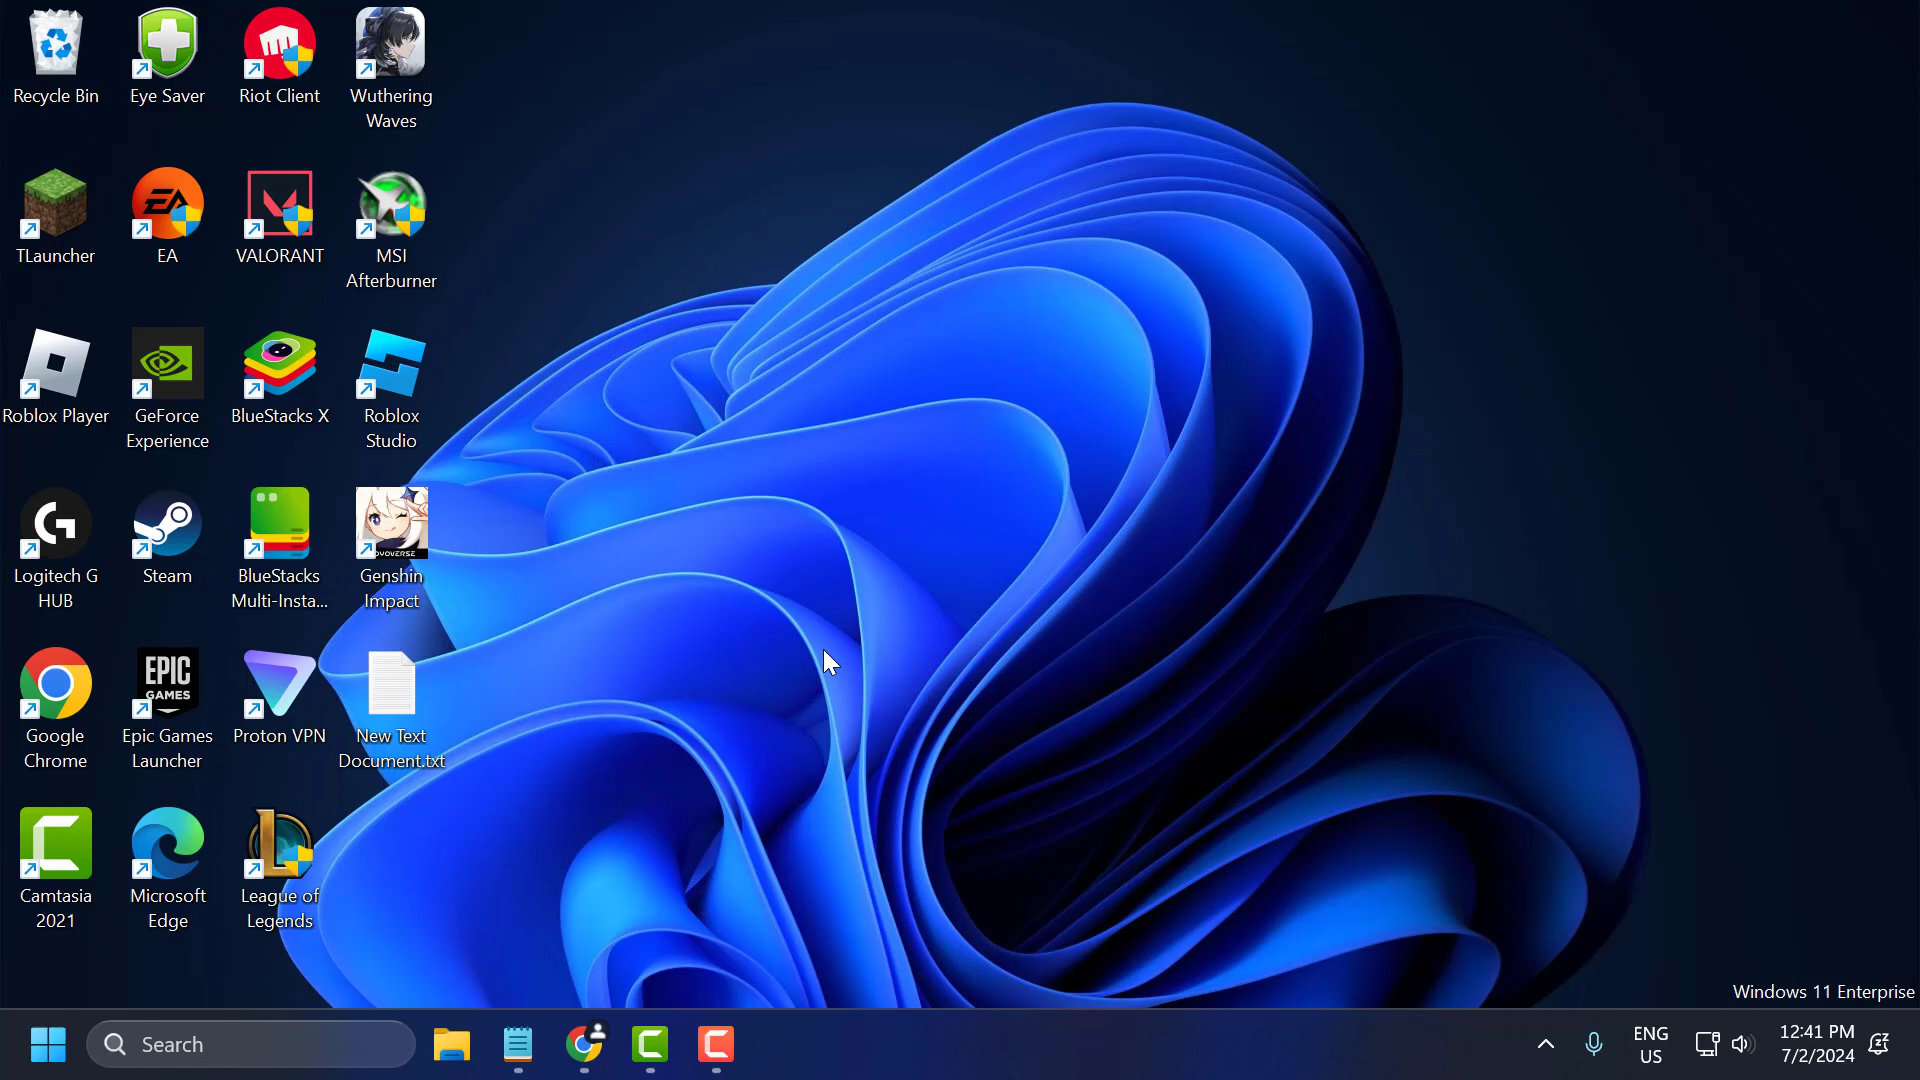 Recycle Bin
Eye Saver
Riot Client
Wuthering
Waves
TLauncher
EA
VALORANT
MSI
Afterburner
Roblox Player
GeForce
Experience
BlueStacks X
Roblox
Studio
Logitech G
HUB
Steam
BlueStacks
Multi-Insta...
Genshin
Impact
Google
Chrome
EPIC
GAMES
Epic Games
Launcher
Proton VPN
New Text
Document.txt
Camtasia
2021
Microsoft
Edge
League of
Legends
Windows 11 Enterprise
Search
ENG
US
12:41 PM
7/2/2024